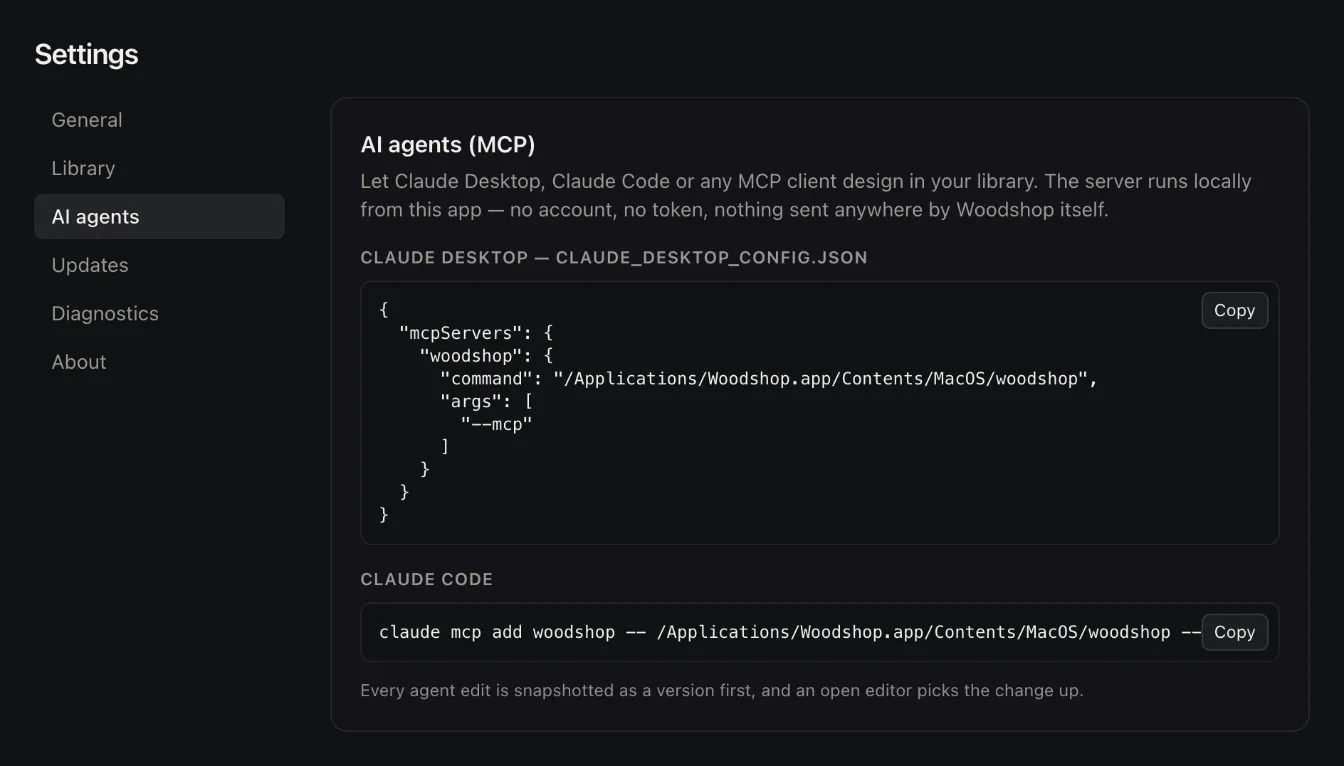 Settings
General
Library
AI agents
Updates
Diagnostics
About
AI agents (MCP)
Let Claude Desktop, Claude Code or any MCP client design in your library. The server runs locally
from this app — no account, no token, nothing sent anywhere by Woodshop itself.
CLAUDE DESKTOP — CLAUDE_DESKTOP_CONFIG.JSON
Copy
{
  "mcpServers": {
    "woodshop": {
      "command": "/Applications/Woodshop.app/Contents/MacOS/woodshop",
      "args": [
        "--mcp"
      ]
    }
  }
}
CLAUDE CODE
claude mcp add woodshop -- /Applications/Woodshop.app/Contents/MacOS/woodshop --
Copy
Every agent edit is snapshotted as a version first, and an open editor picks the change up.